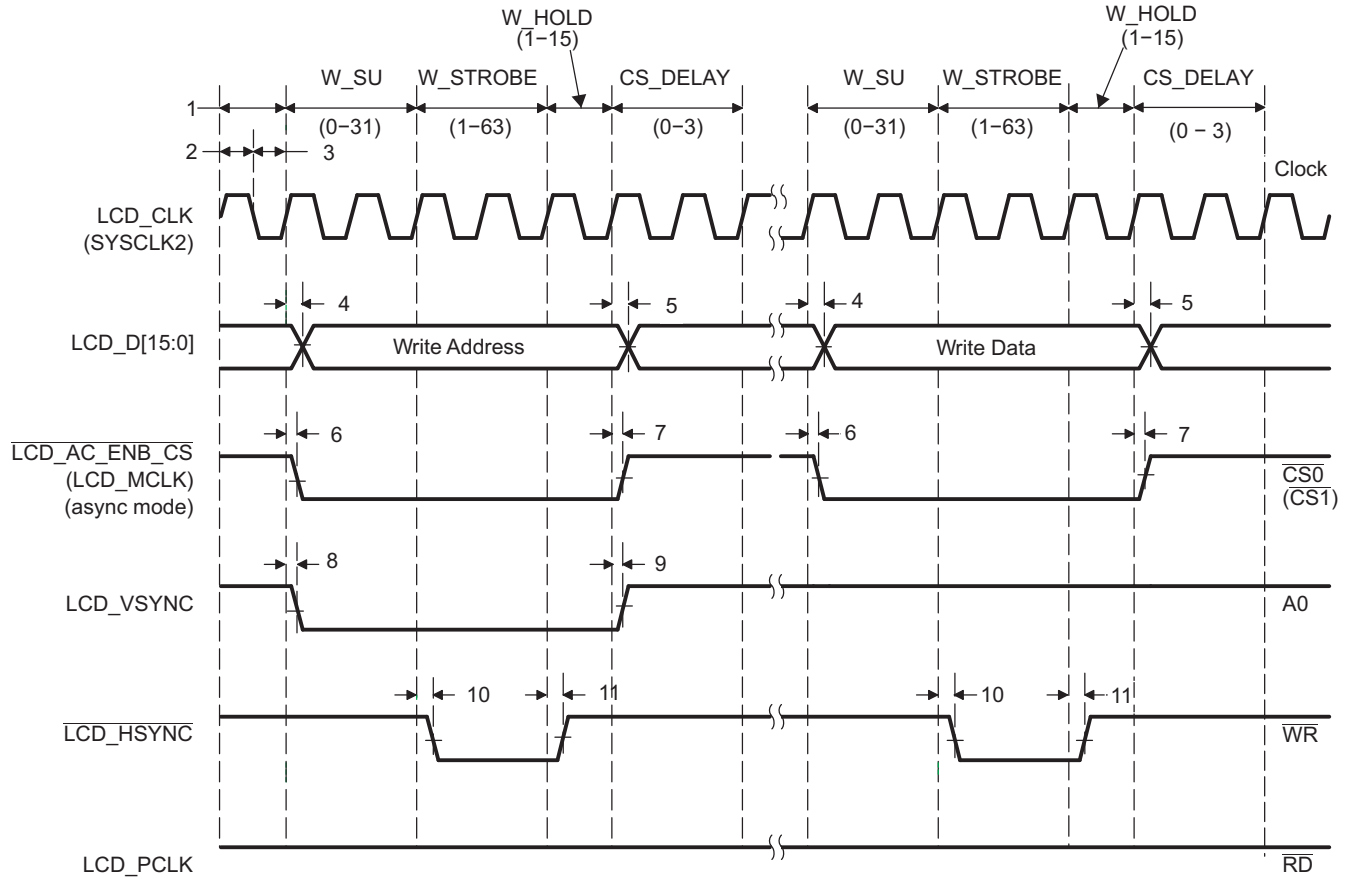 W_HOLD
(1−15)
W_HOLD
(1−15)
W_SU W_STROBE CS_DELAY W_SU W_STROBE CS_DELAY
1
(0−31) (1−63) (0−3) (0−31) (1−63) (0 − 3)
2 3
Clock
LCD_CLK
(SYSCLK2)
4 5 4 5
LCD_D[15:0] Write Address Write Data
6 7 6 7
LCD_AC_ENB_CS
(LCD_MCLK)
(async mode)
CS0
(CS1)
8 9
LCD_VSYNC A0
10 11 10 11
LCD_HSYNC WR
LCD_PCLK RD